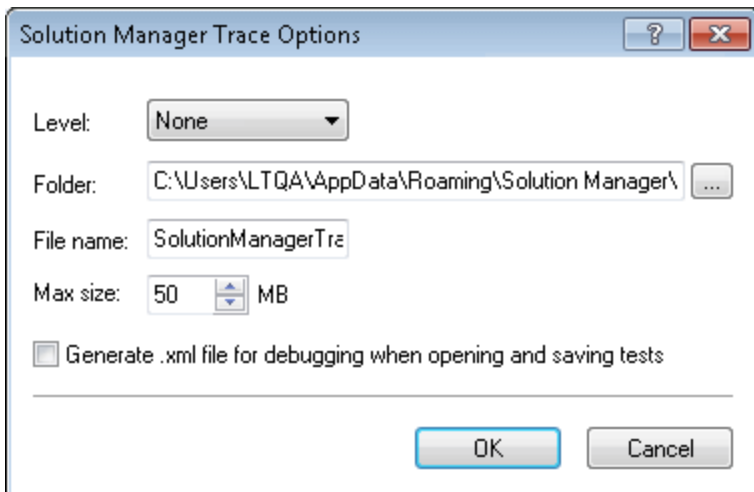 Solution Manager Trace Options
Level: None
Folder: C:\Users\LTQA\AppData\Roaming\Solution Manager\ ...
File name: SolutionManagerTra
Max size: 50 MB
Generate .xml file for debugging when opening and saving tests
OK Cancel